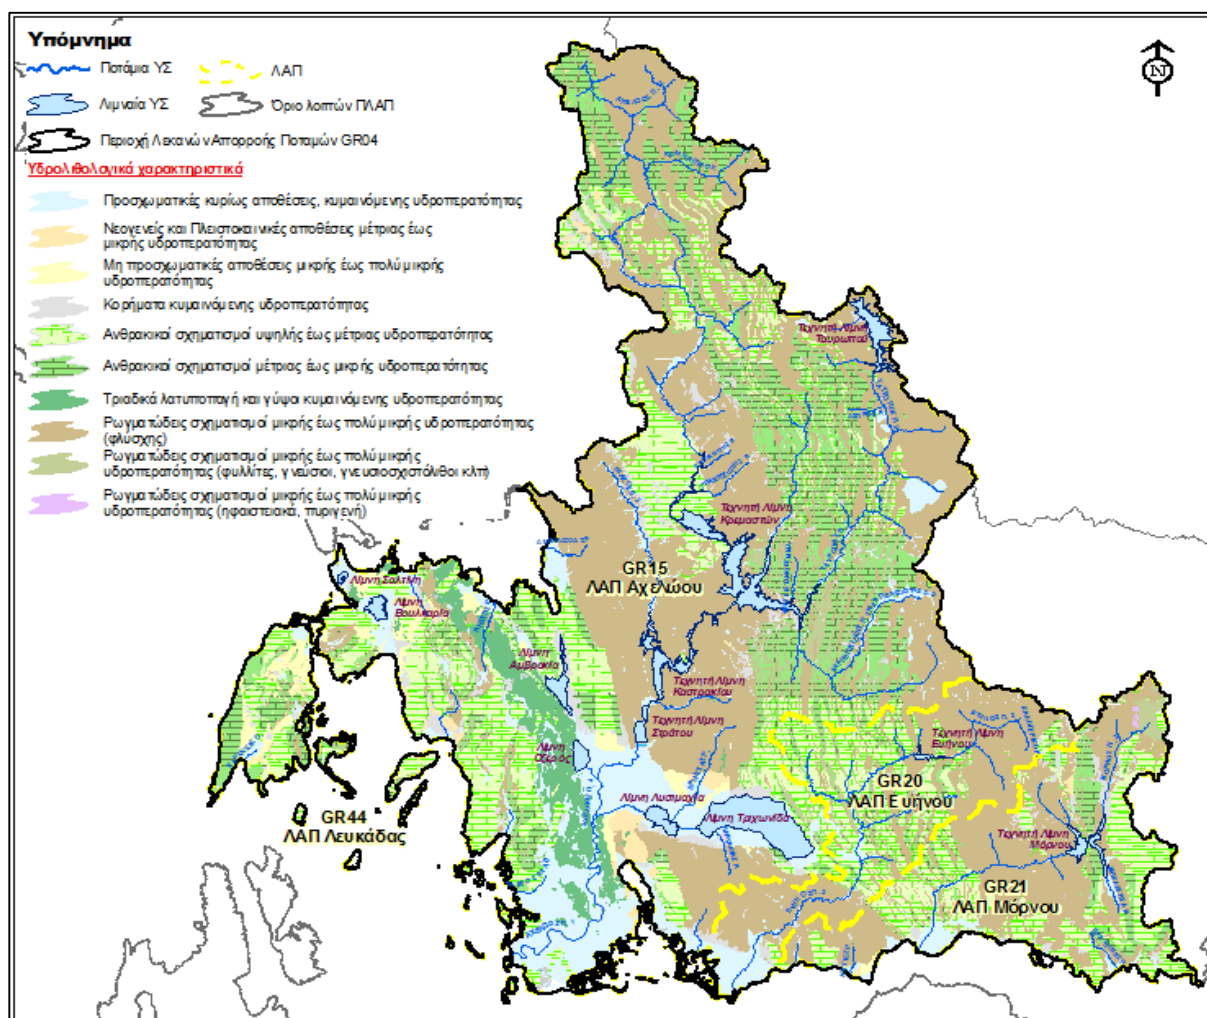 Υπόμνημα
Ποτάμια ΥΣ
ΛΑΠ
Λιμναία ΥΣ
Όριο λοιπών ΠΛΑΠ
Περιοχή Λεκανών Απορροής Ποταμών GR04
Υδρολιθολογικά χαρακτηριστικά
Προσχωματικές κυρίως αποθέσεις, κυμαινόμενης υδροπερατότητας
Νεογενείς και Πλειστοκαινικές αποθέσεις μέτριας έως
μικρής υδροπερατότητας
Μη προσχωματικές αποθέσεις μικρής έως πολύ μικρής
υδροπερατότητας
Κορήματα κυμαινόμενης υδροπερατότητας
Ανθρακικοί σχηματισμοί υψηλής έως μέτριας υδροπερατότητας
Ανθρακικοί σχηματισμοί μέτριας έως μικρής υδροπερατότητας
Τριαδικά λατυποπαγή και γύψοι κυμαινόμενης υδροπερατότητας
Ρωγματώδεις σχηματισμοί μικρής έως πολύ μικρής υδροπερατότητας
(φλύσχης)
Ρωγματώδεις σχηματισμοί μικρής έως πολύ μικρής
υδροπερατότητας (φυλλίτες, γνεύσιοι, γνευσιοσχιστόλιθοι κλπ)
Ρωγματώδεις σχηματισμοί μικρής έως πολύ μικρής
υδροπερατότητας (ηφαιστειακά, πυριγενή)
N
Τεχνητή Λίμνη
Ταυρωπού
Τεχνητή Λίμνη
Κρεμαστών
GR15
ΛΑΠ Αχελώου
Λίμνη Σαλτίνη
Λίμνη
Βουλκαρία
Λίμνη
Αμβρακία
Τεχνητή Λίμνη
Καστρακίου
Τεχνητή Λίμνη
Στράτου
Λίμνη
Οζερός
Τεχνητή Λίμνη
Ευήνου
GR20
ΛΑΠ Ευήνου
Λίμνη Λυσιμαχία
Λίμνη Τριχωνίδα
GR44
ΛΑΠ Λευκάδας
Τεχνητή Λίμνη
Μόρνου
GR21
ΛΑΠ Μόρνου